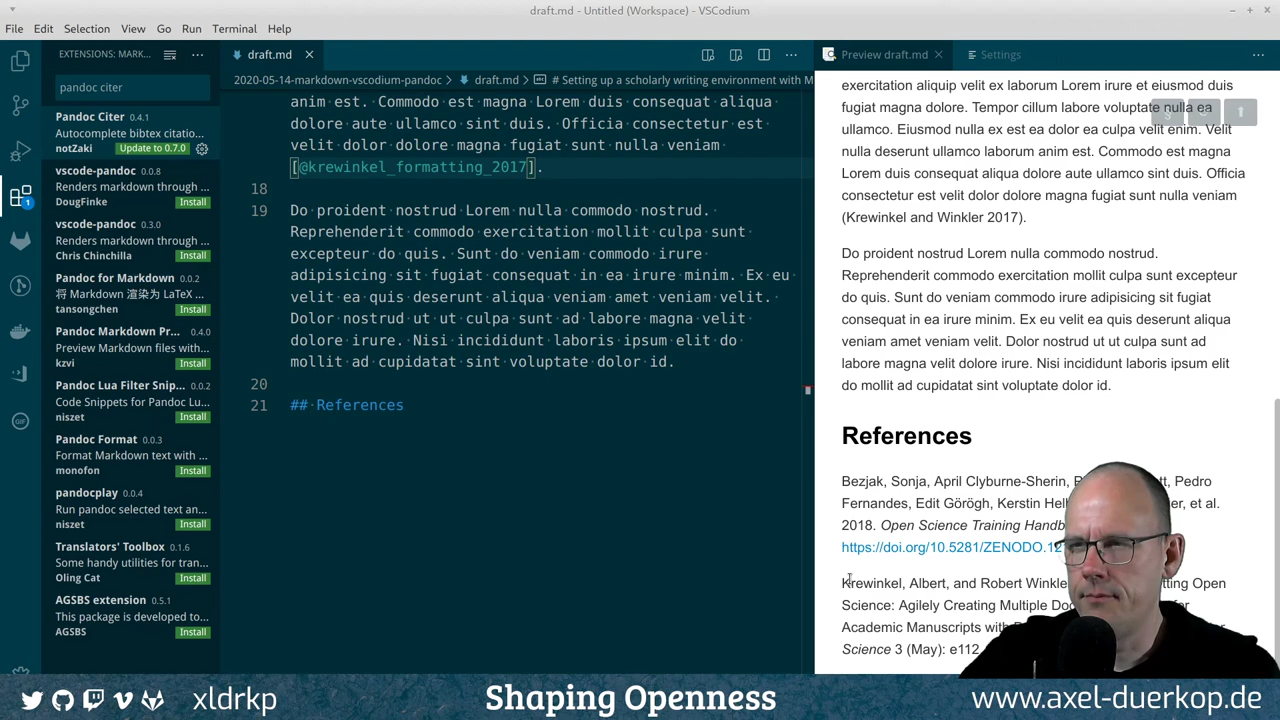 draft.md - Untitled (Workspace) - VSCodium
File Edit Selection View Go Run Terminal Help
EXTENSIONS: MARK...
draft.md
Preview draft.md
Settings
pandoc citer
2020-05-14-markdown-vscodium-pandoc > draft.md > # Setting up a scholarly writing environment with M
Pandoc Citer 0.4.1
Autocomplete bibtex citatio...
notZaki Update to 0.7.0
vscode-pandoc 0.0.8
Renders markdown through ...
DougFinke Install
vscode-pandoc 0.3.0
Renders markdown through ...
Chris Chinchilla Install
Pandoc for Markdown 0.0.2
将 Markdown 渲染为 LaTeX ...
tansongchen Install
Pandoc Markdown Pr... 0.4.0
Preview Markdown files with...
kzvi Install
Pandoc Lua Filter Snip... 0.0.2
Code Snippets for Pandoc Lu...
niszet Install
Pandoc Format 0.0.3
Format Markdown text with ...
monofon Install
pandocplay 0.0.4
Run pandoc selected text an...
niszet Install
Translators' Toolbox 0.1.6
Some handy utilities for tran...
Oling Cat Install
AGSBS extension 0.5.1
This package is developed to...
AGSBS Install
anim est. Commodo est magna Lorem duis consequat aliqua
dolore aute ullamco sint duis. Officia consectetur est
velit dolor dolore magna fugiat sunt nulla veniam
[@krewinkel_formatting_2017].
18
19 Do proident nostrud Lorem nulla commodo nostrud.
Reprehenderit commodo exercitation mollit culpa sunt
excepteur do quis. Sunt do veniam commodo irure
adipisicing sit fugiat consequat in ea irure minim. Ex eu
velit ea quis deserunt aliqua veniam amet veniam velit.
Dolor nostrud ut ut culpa sunt ad labore magna velit
dolore irure. Nisi incididunt laboris ipsum elit do
mollit ad cupidatat sint voluptate dolor id.
20
21 ## References
exercitation aliquip velit ex laborum Lorem irure et eiusmod duis
fugiat magna dolore. Tempor cillum labore voluptate nulla ea
ullamco. Eiusmod nulla ex est ea dolor ea culpa velit enim. Velit
nulla deserunt ullamco laborum anim est. Commodo est magna
Lorem duis consequat aliqua dolore aute ullamco sint duis. Officia
consectetur est velit dolor dolore magna fugiat sunt nulla veniam
(Krewinkel and Winkler 2017).
Do proident nostrud Lorem nulla commodo nostrud.
Reprehenderit commodo exercitation mollit culpa sunt excepteur
do quis. Sunt do veniam commodo irure adipisicing sit fugiat
consequat in ea irure minim. Ex eu velit ea quis deserunt aliqua
veniam amet veniam velit. Dolor nostrud ut ut culpa sunt ad
labore magna velit dolore irure. Nisi incididunt laboris ipsum elit
do mollit ad cupidatat sint voluptate dolor id.
References
Bezjak, Sonja, April Clyburne-Sherin, Pedro
Fernandes, Edit Görögh, Kerstin et al.
2018. Open Science Training
https://doi.org/10.5281/ZENODO.12
Krewinkel, Albert, and Robert Open
Science: Agilely Creating Multiple for
Academic Manuscripts with
Science 3 (May): e112
xldrkp Shaping Openness www.axel-duerkop.de